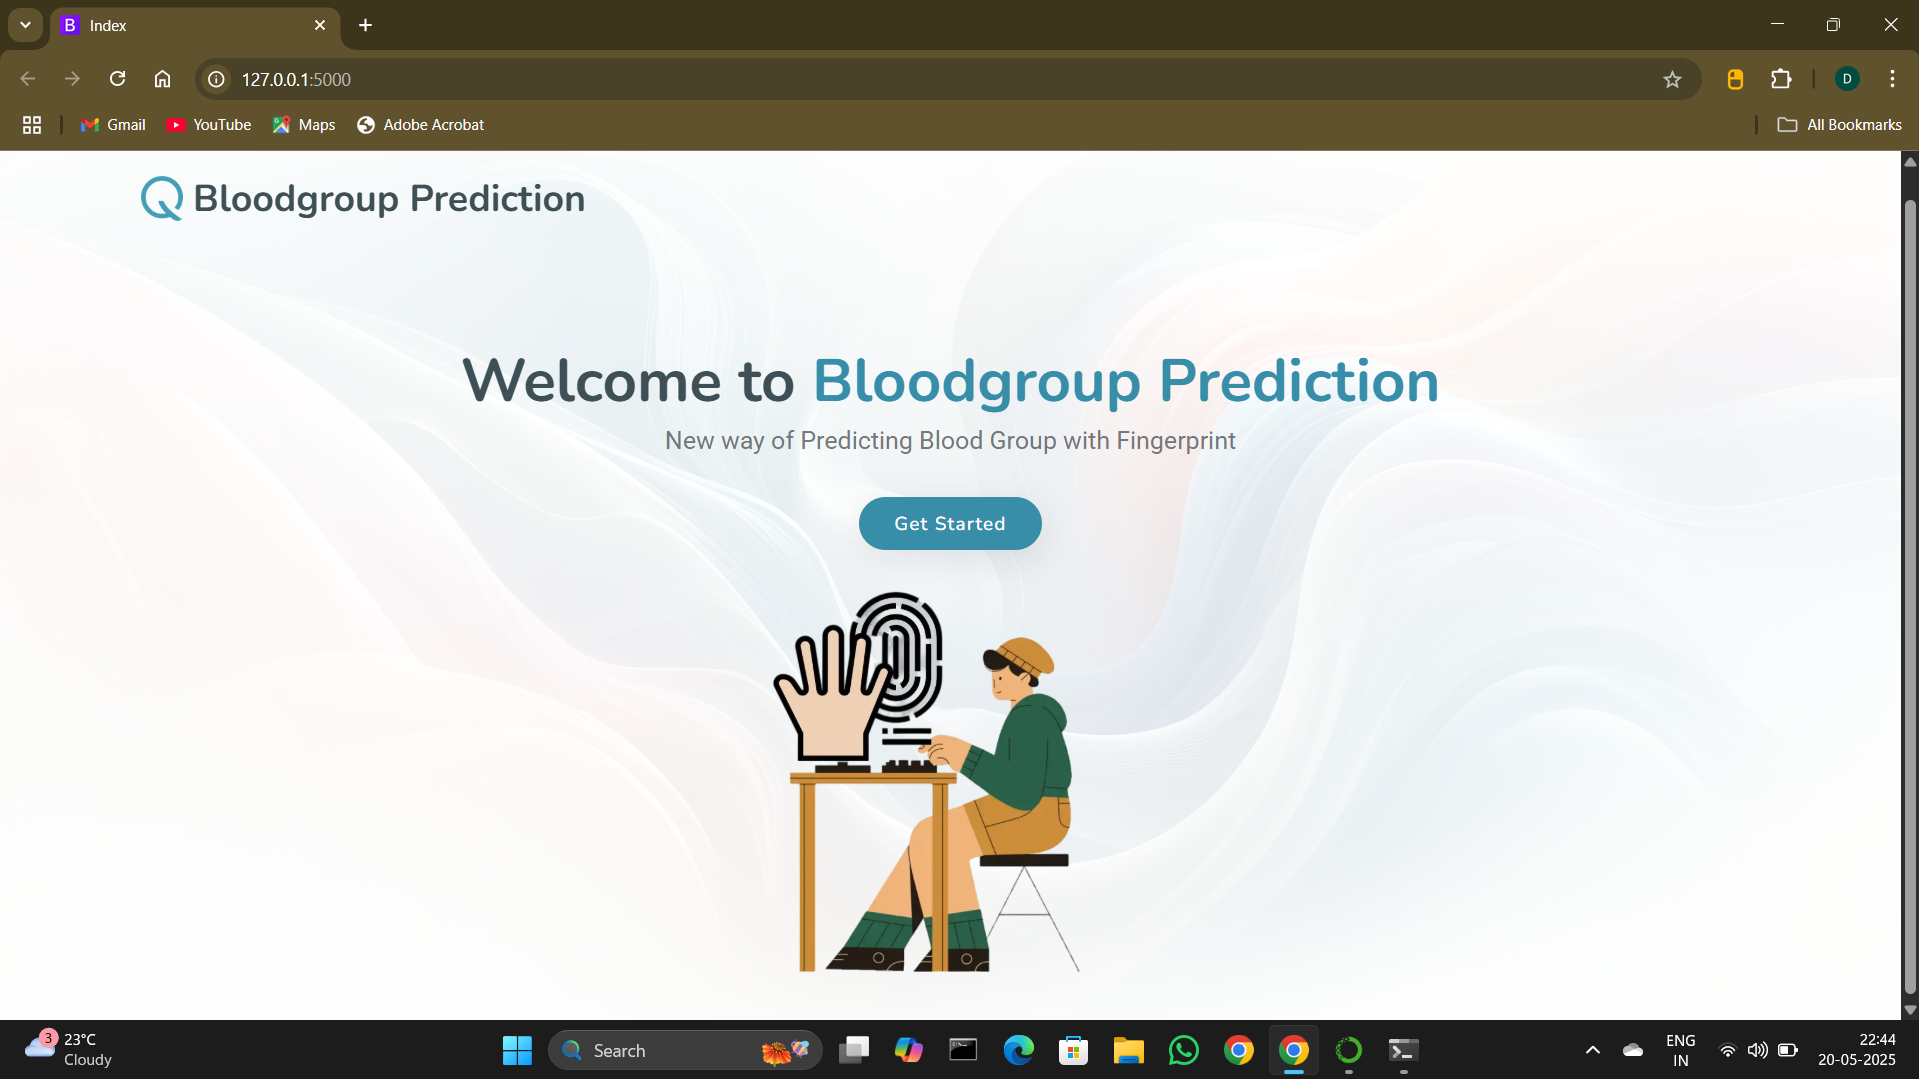 B Index
127.0.0.1:5000
D
Gmail YouTube Maps Adobe Acrobat All Bookmarks
Bloodgroup Prediction
Welcome to Bloodgroup Prediction
New way of Predicting Blood Group with Fingerprint
Get Started
3 23°C
Cloudy
Search
ENG
IN
22:44
20-05-2025